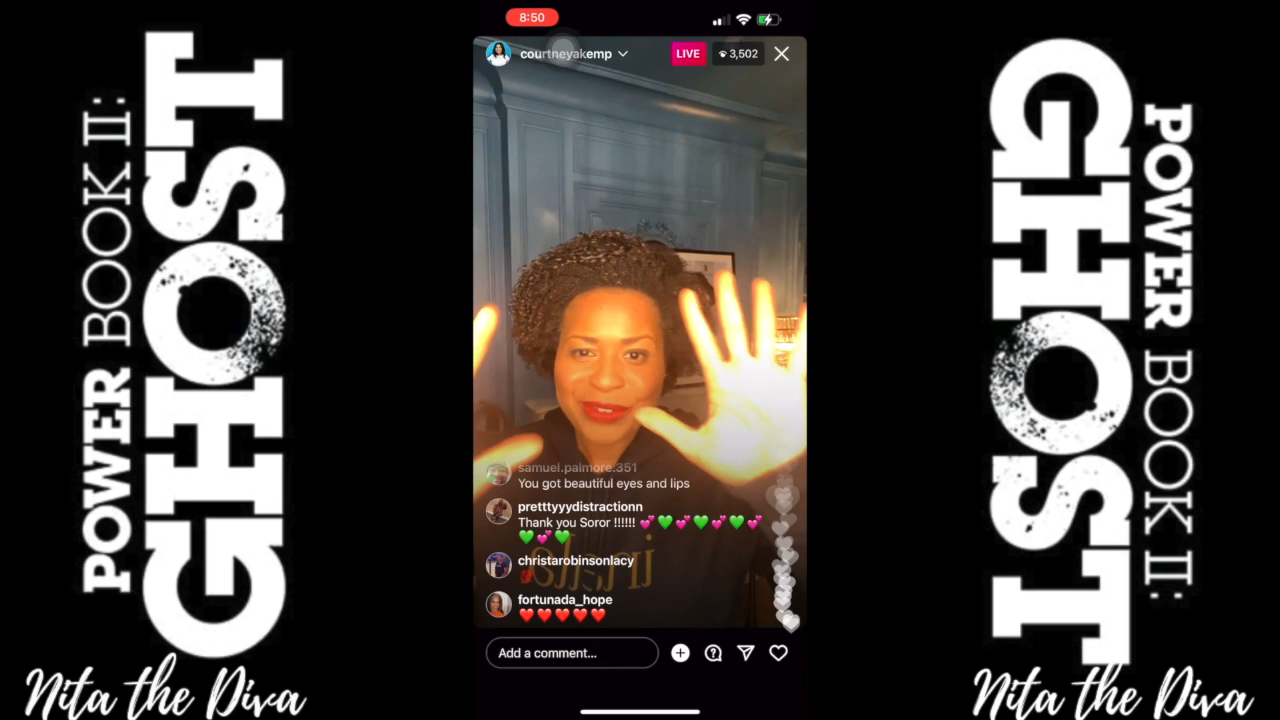 POWER BOOK II:
GHOST
Nita the Diva
8:50
courtneyakemp
LIVE
3,502
samuel.palmore.351
You got beautiful eyes and lips
pretttyyydistractionn
Thank you Soror !!!!!! 💕💚💕💚💕💚💕
💚💕💚
christarobinsonlacy
fortunada_hope
❤️❤️❤️❤️❤️
Add a comment...
POWER BOOK II:
GHOST
Nita the Diva